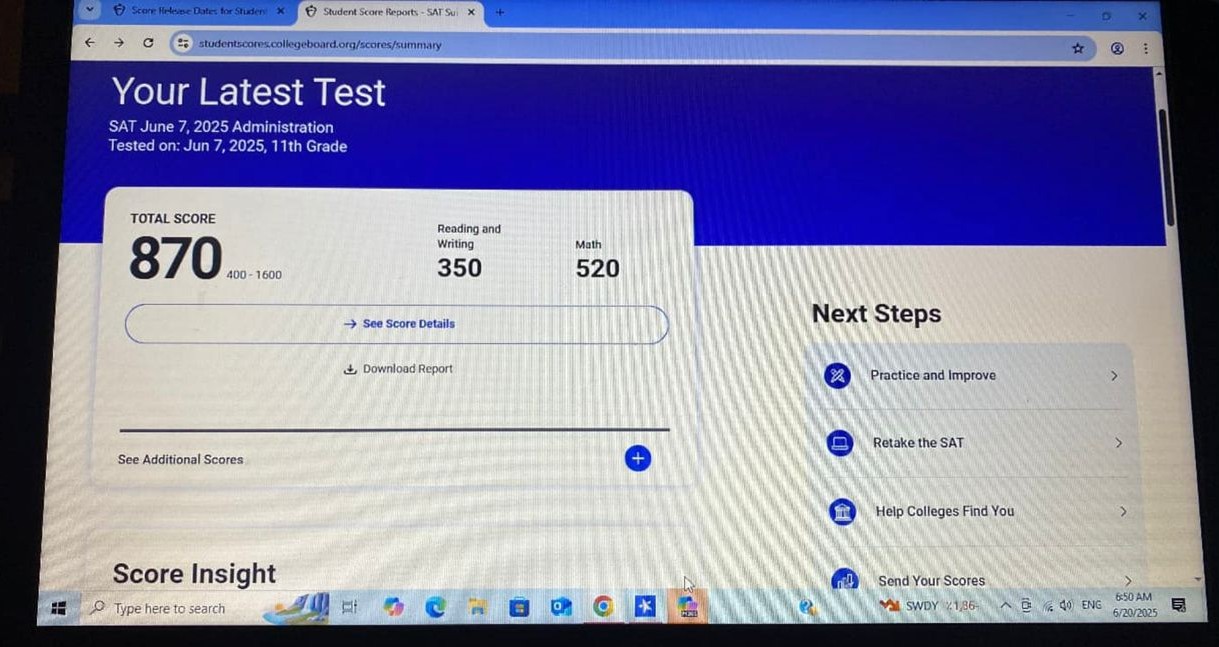 Score Release Dates for Student
Student Score Reports - SAT Su
studentscores.collegeboard.org/scores/summary
Your Latest Test
SAT June 7, 2025 Administration
Tested on: Jun 7, 2025, 11th Grade
TOTAL SCORE
870 400 - 1600
Reading and
Writing
350
Math
520
See Score Details
Download Report
See Additional Scores
Score Insight
Next Steps
Practice and Improve
Retake the SAT
Help Colleges Find You
Send Your Scores
Type here to search
SWDY
ENG
6:50 AM
6/20/2025